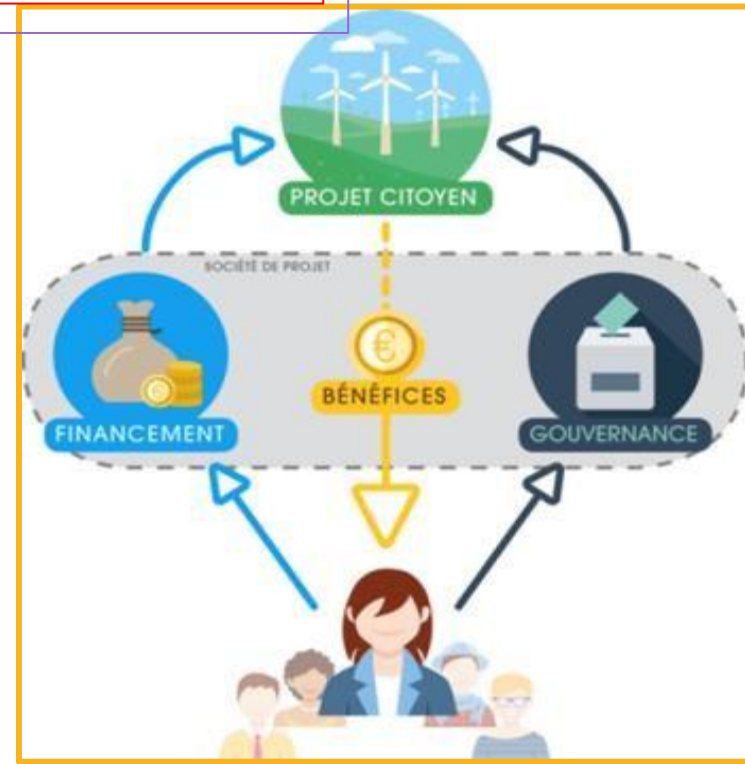 PROJET CITOYEN
SOCIÉTÉ DE PROJET
€
BÉNÉFICES
FINANCEMENT
GOUVERNANCE